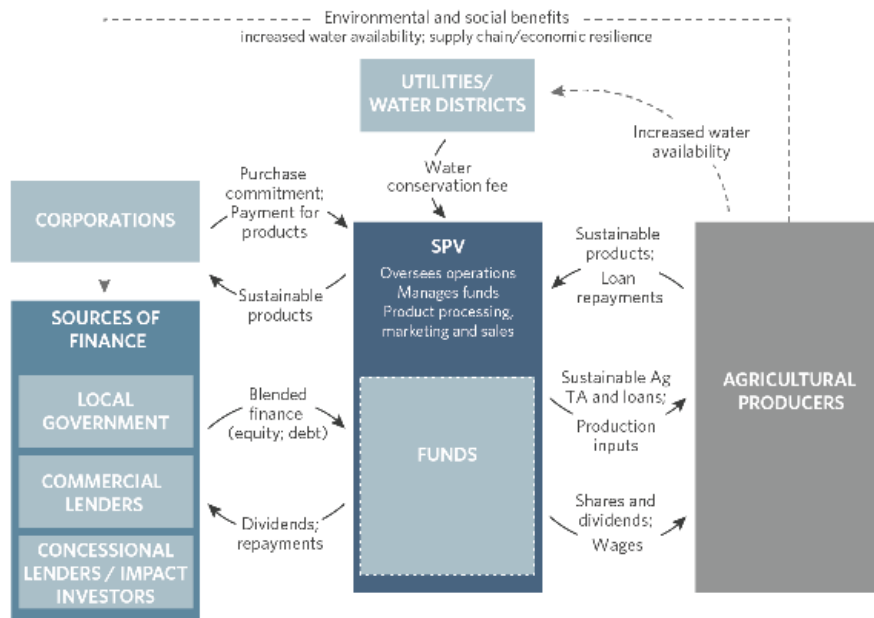 Environmental and social benefits
increased water availability; supply chain/economic resilience
UTILITIES/
WATER DISTRICTS
Increased water
availability
Water
conservation fee
Purchase
commitment;
Payment for
products
CORPORATIONS
Sustainable
products
SPV
Oversees operations
Manages funds
Product processing,
marketing and sales
Sustainable
products;
Loan
repayments
SOURCES OF
FINANCE
LOCAL
GOVERNMENT
COMMERCIAL
LENDERS
CONCESSIONAL
LENDERS / IMPACT
INVESTORS
Blended
finance
(equity; debt)
Dividends;
repayments
FUNDS
Sustainable Ag
TA and loans;
Production
inputs
Shares and
dividends;
Wages
AGRICULTURAL
PRODUCERS